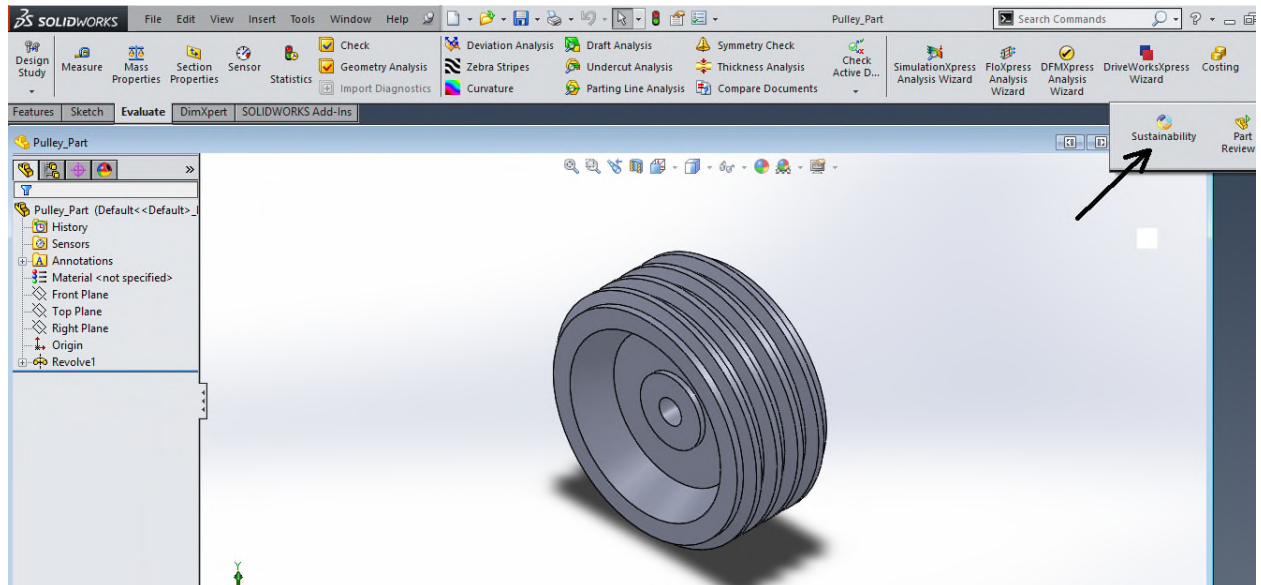 SOLIDWORKS File Edit View Insert Tools Window Help Pulley_Part Search Commands
Design Study
Measure
Mass Properties
Section Properties
Sensor
Statistics
Check
Geometry Analysis
Import Diagnostics
Deviation Analysis
Zebra Stripes
Curvature
Draft Analysis
Undercut Analysis
Parting Line Analysis
Symmetry Check
Thickness Analysis
Compare Documents
Check Active D...
SimulationXpress Analysis Wizard
FloXpress Analysis Wizard
DFMXpress Analysis Wizard
DriveWorksXpress Wizard
Costing
Features Sketch Evaluate DimXpert SOLIDWORKS Add-Ins
Sustainability
Part Review
Pulley_Part
Pulley_Part (Default<<Default>_
History
Sensors
A Annotations
Material <not specified>
Front Plane
Top Plane
Right Plane
Origin
Revolve1
Y